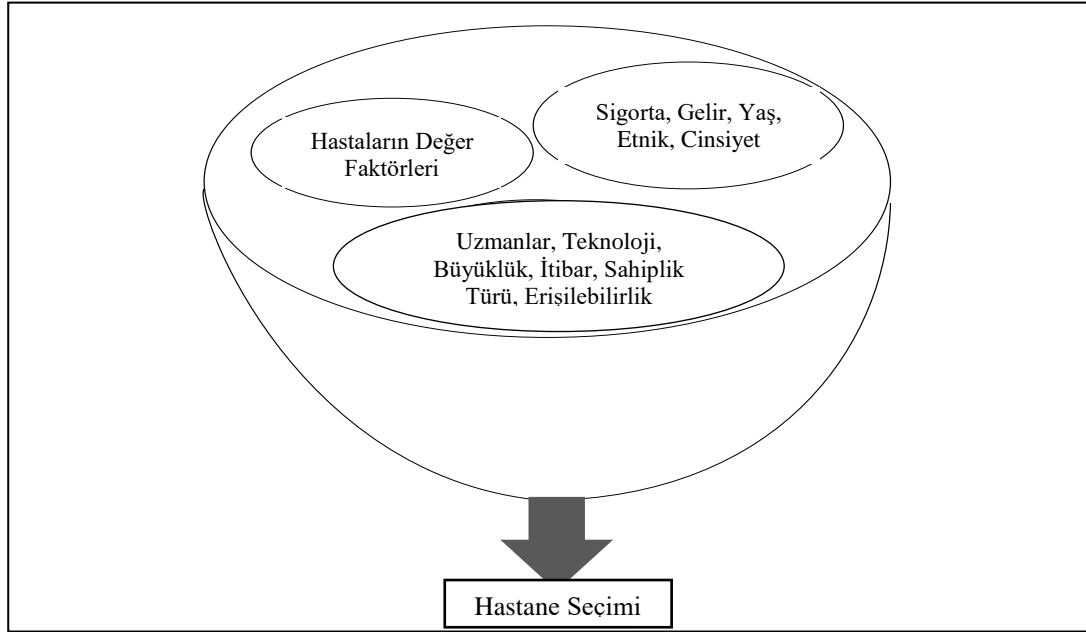 Hastaların Değer
Faktörleri
Sigorta, Gelir, Yaş,
Etnik, Cinsiyet
Uzmanlar, Teknoloji,
Büyüklük, İtibar, Sahiplik
Türü, Erişilebilirlik
Hastane Seçimi